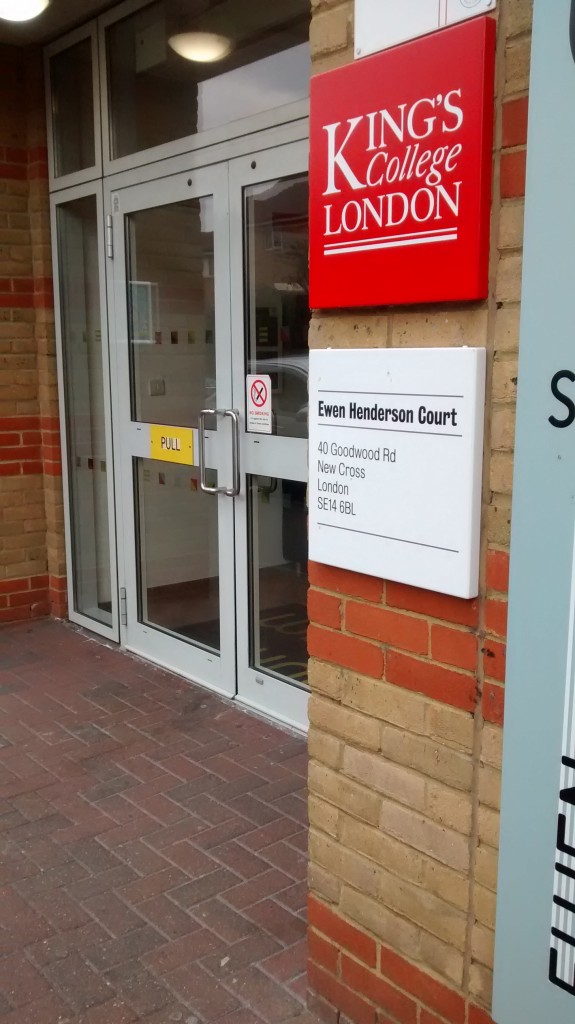 KING'S
College
LONDON
Ewen Henderson Court
40 Goodwood Rd
New Cross
London
SE14 6BL
PULL